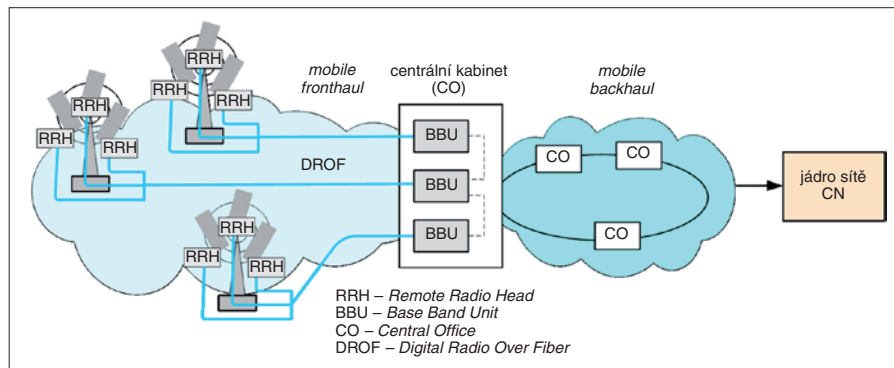 RRH
RRH
RRH
RRH
RRH
RRH
RRH
RRH
RRH
mobile
fronthaul
DROF
centrální kabinet
(CO)
BBU
BBU
BBU
mobile
backhaul
CO
CO
CO
jádro sítě
CN
RRH – Remote Radio Head
BBU – Base Band Unit
CO – Central Office
DROF – Digital Radio Over Fiber